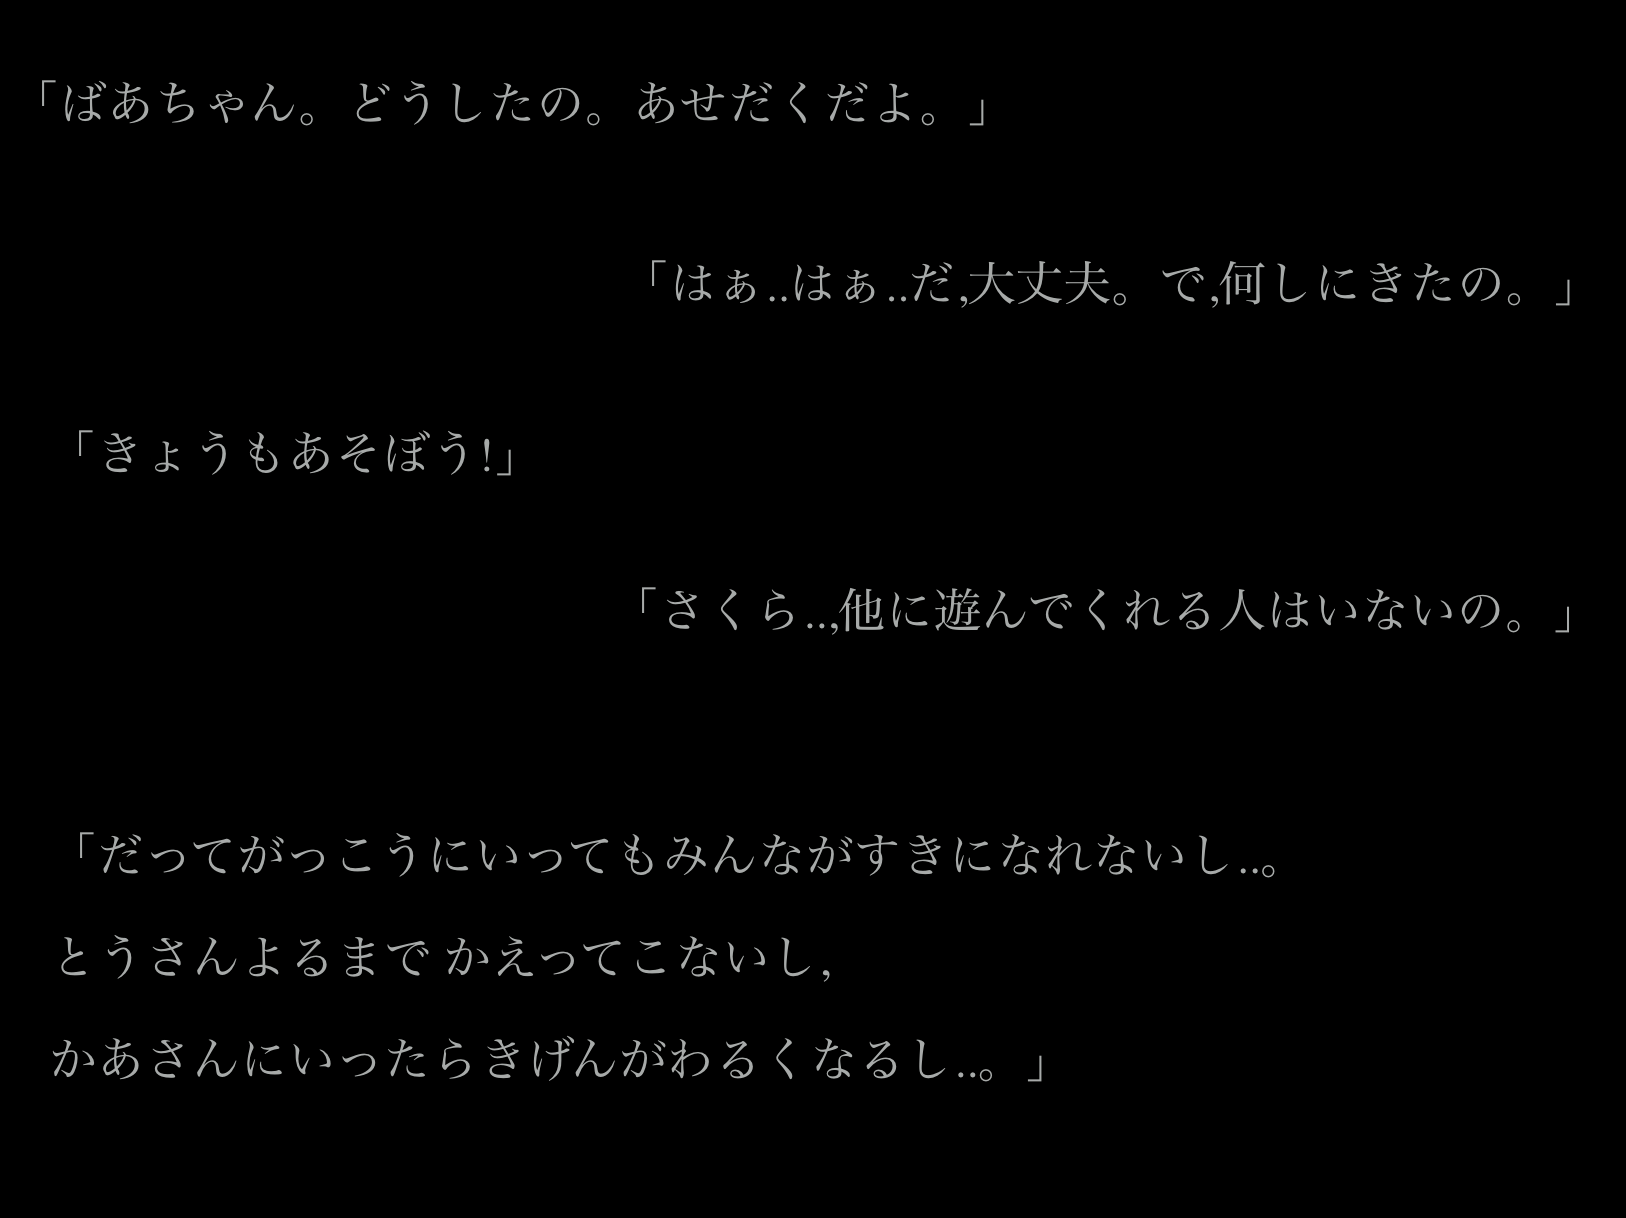 「ばあちゃん。どうしたの。あせだくだよ。」
「はぁ..はぁ..だ,大丈夫。で,何しにきたの。」
「きょうもあそぼう!」
「さくら..,他に遊んでくれる人はいないの。」
「だってがっこうにいってもみんながすきになれないし..。
とうさんよるまで かえってこないし,
かあさんにいったらきげんがわるくなるし..。」